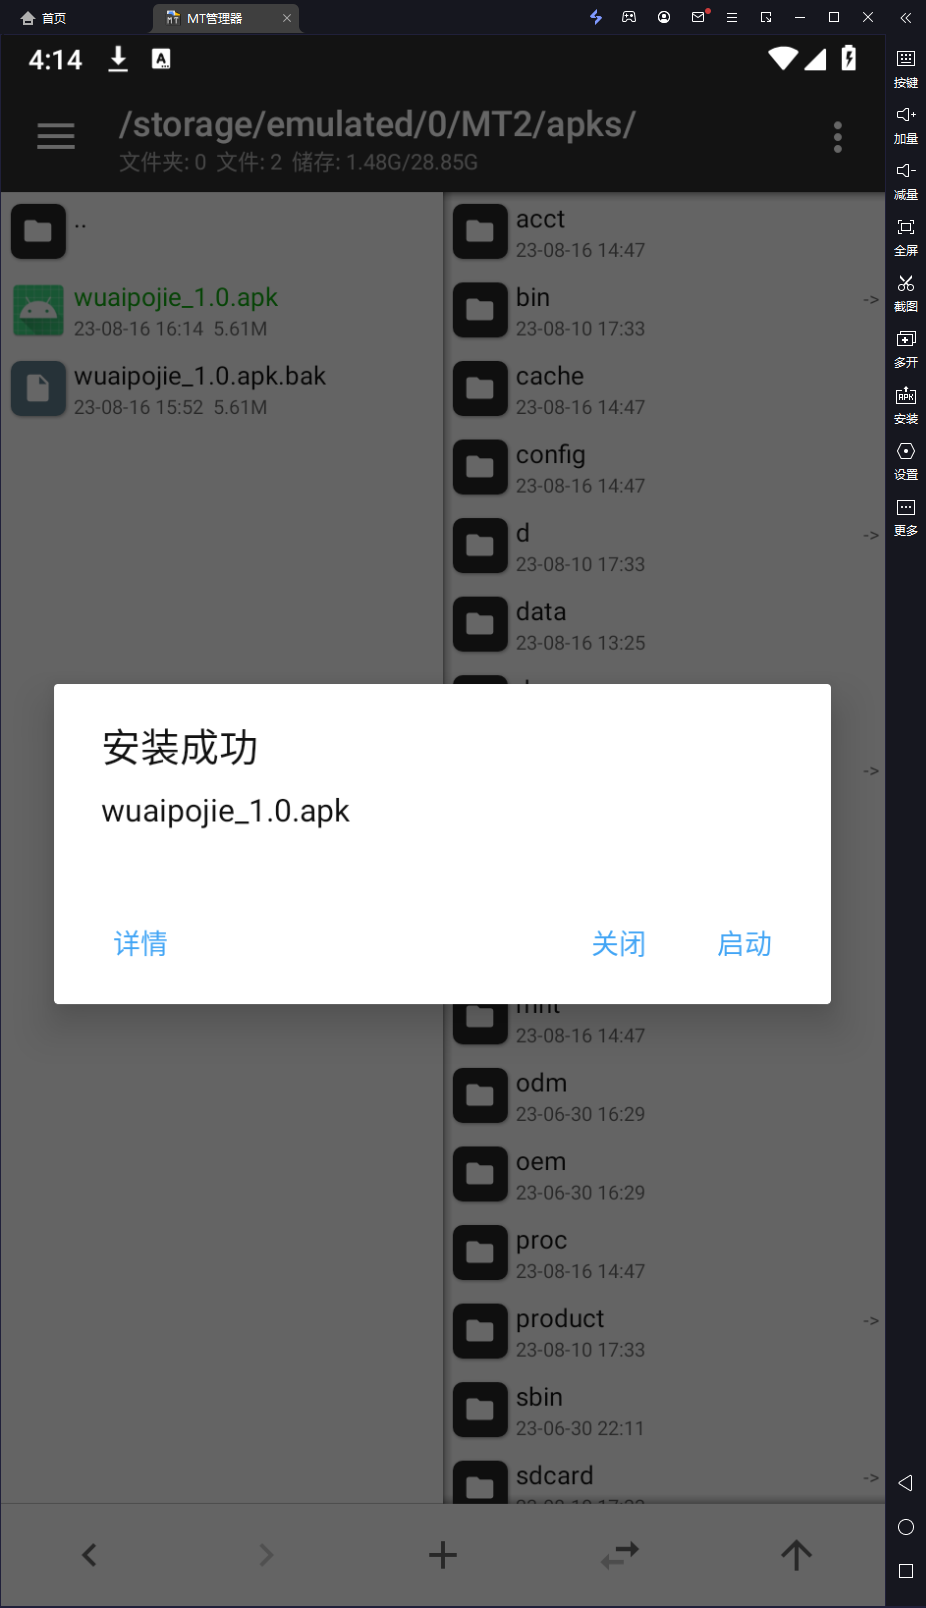 首页
MT管理器
4:14
/storage/emulated/0/MT2/apks/
文件夹: 0 文件: 2 储存: 1.48G/28.85G
..
wuaipojie_1.0.apk
23-08-16 16:14 5.61M
wuaipojie_1.0.apk.bak
23-08-16 15:52 5.61M
acct
23-08-16 14:47
bin
->
23-08-10 17:33
cache
23-08-16 14:47
config
23-08-16 14:47
d
->
23-08-10 17:33
data
23-08-16 13:25
->
安装成功
wuaipojie_1.0.apk
详情
关闭
启动
mnt
23-08-16 14:47
odm
23-06-30 16:29
oem
23-06-30 16:29
proc
23-08-16 14:47
product
->
23-08-10 17:33
sbin
23-06-30 22:11
sdcard
->
按键
加量
减量
全屏
截图
多开
APK
安装
设置
更多